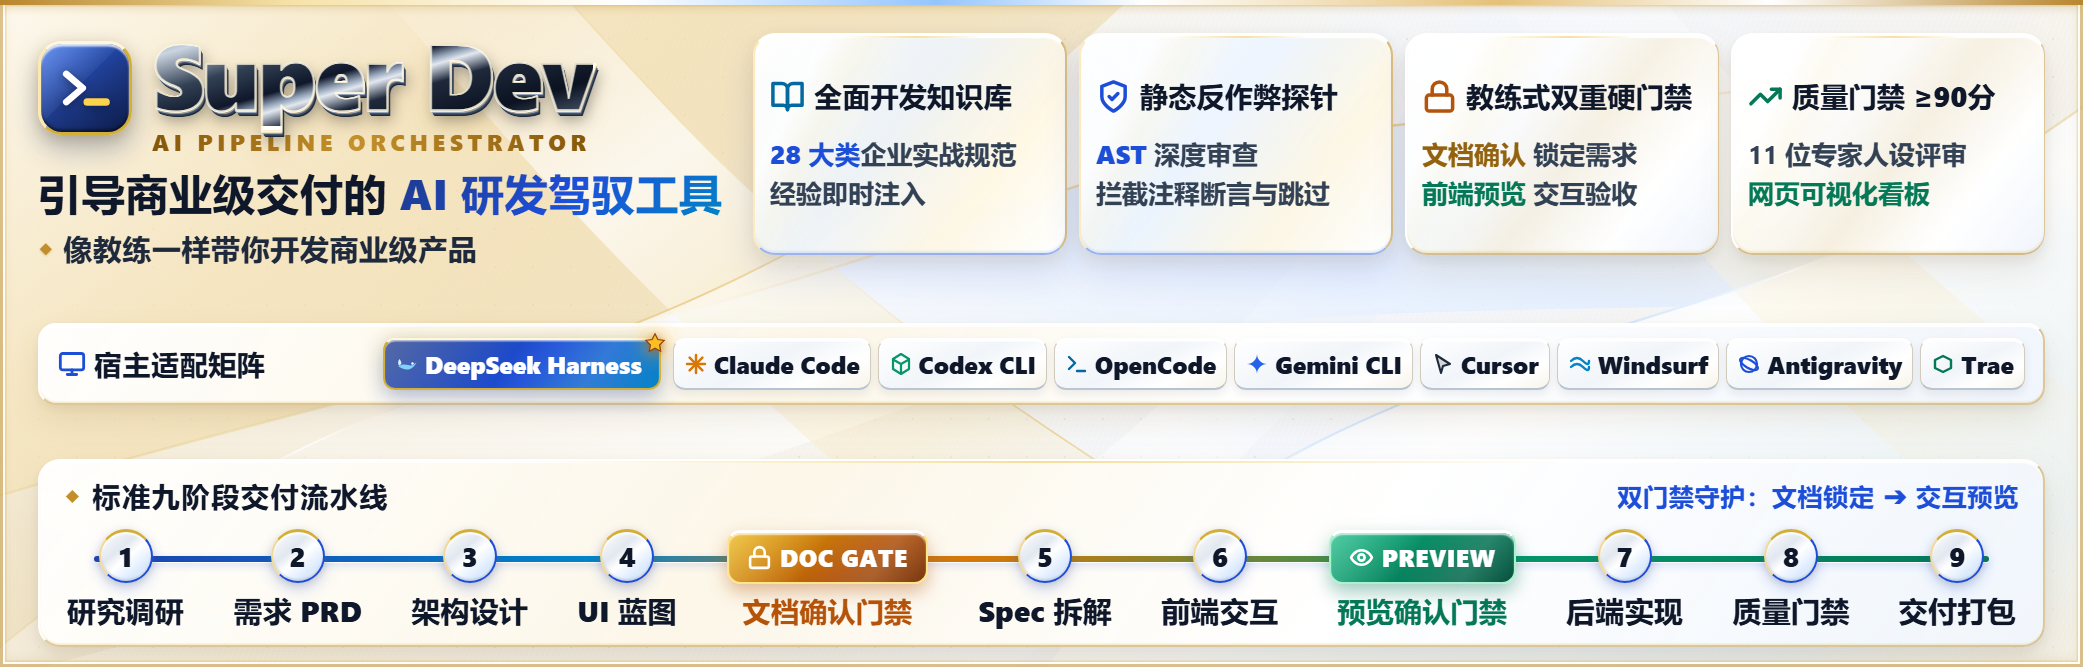 Super Dev
AI PIPELINE ORCHESTRATOR
引导商业级交付的 AI 研发驾驭工具
像教练一样带你开发商业级产品
全面开发知识库
28 大类企业实战规范
经验即时注入
静态反作弊探针
AST 深度审查
拦截注释断言与跳过
教练式双重硬门禁
文档确认 锁定需求
前端预览 交互验收
质量门禁 ≥90分
11 位专家人设评审
网页可视化看板
宿主适配矩阵
DeepSeek Harness
Claude Code
Codex CLI
OpenCode
Gemini CLI
Cursor
Windsurf
Antigravity
Trae
标准九阶段交付流水线
双门禁守护：文档锁定 ➔ 交互预览
1
研究调研
2
需求 PRD
3
架构设计
4
UI 蓝图
DOC GATE
文档确认门禁
5
Spec 拆解
6
前端交互
PREVIEW
预览确认门禁
7
后端实现
8
质量门禁
9
交付打包